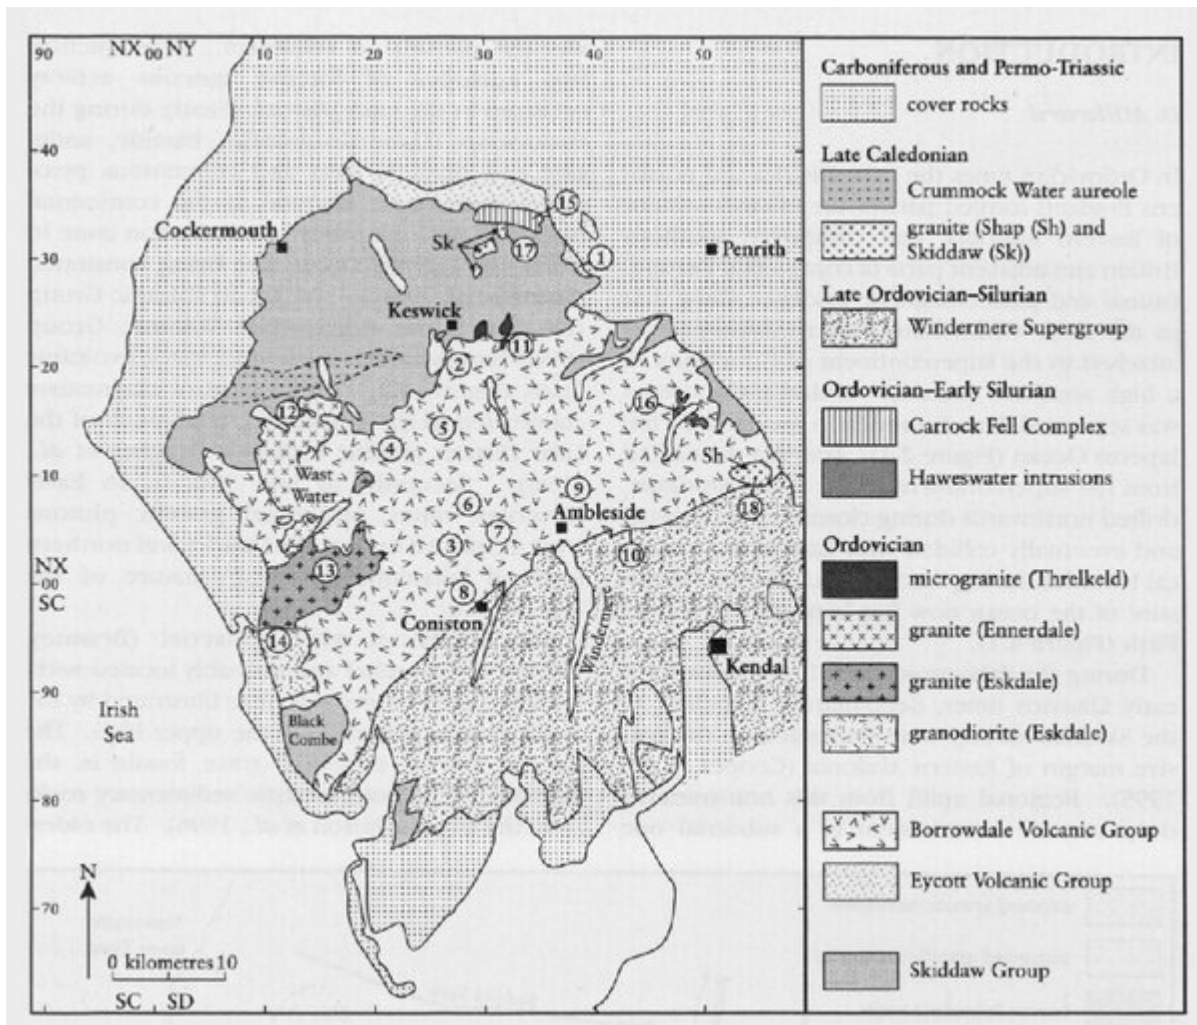 90
NX
00
NY
10
20
30
40
50
40
30
20
10
NX
00
SC
90
80
70
Cockermouth
Sk
15
17
1
Penrith
Keswick
2
11
12
5
4
16
Wast
Water
Sh
6
9
18
Ambleside
7
3
10
13
8
Coniston
14
Windermere
Kendal
Irish
Sea
Black
Combe
N
0 kilometres 10
SC
SD
Carboniferous and Permo-Triassic
cover rocks
Late Caledonian
Crummock Water aureole
granite (Shap (Sh) and
Skiddaw (Sk))
Late Ordovician–Silurian
Windermere Supergroup
Ordovician–Early Silurian
Carrock Fell Complex
Haweswater intrusions
Ordovician
microgranite (Threlkeld)
granite (Ennerdale)
granite (Eskdale)
granodiorite (Eskdale)
Borrowdale Volcanic Group
Eycott Volcanic Group
Skiddaw Group